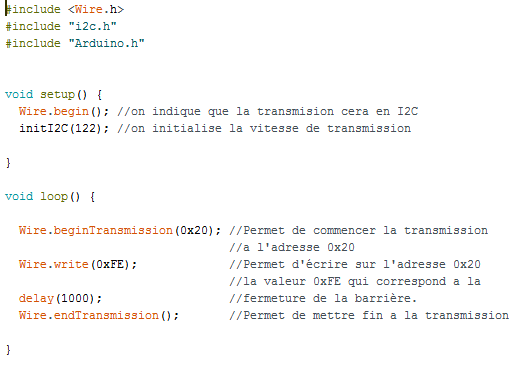 #include <Wire.h>
#include "i2c.h"
#include "Arduino.h"
void setup() {
Wire.begin(); //on indique que la transmision cera en I2C
initI2C(122); //on initialise la vitesse de transmission
}
void loop() {
Wire.beginTransmission(0x20); //Permet de commencer la transmission
//a l'adresse 0x20
Wire.write(0xFE); //Permet d'écrire sur l'adresse 0x20
//la valeur 0xFE qui correspond a la
delay(1000); //fermeture de la barrière.
Wire.endTransmission(); //Permet de mettre fin a la transmission
}